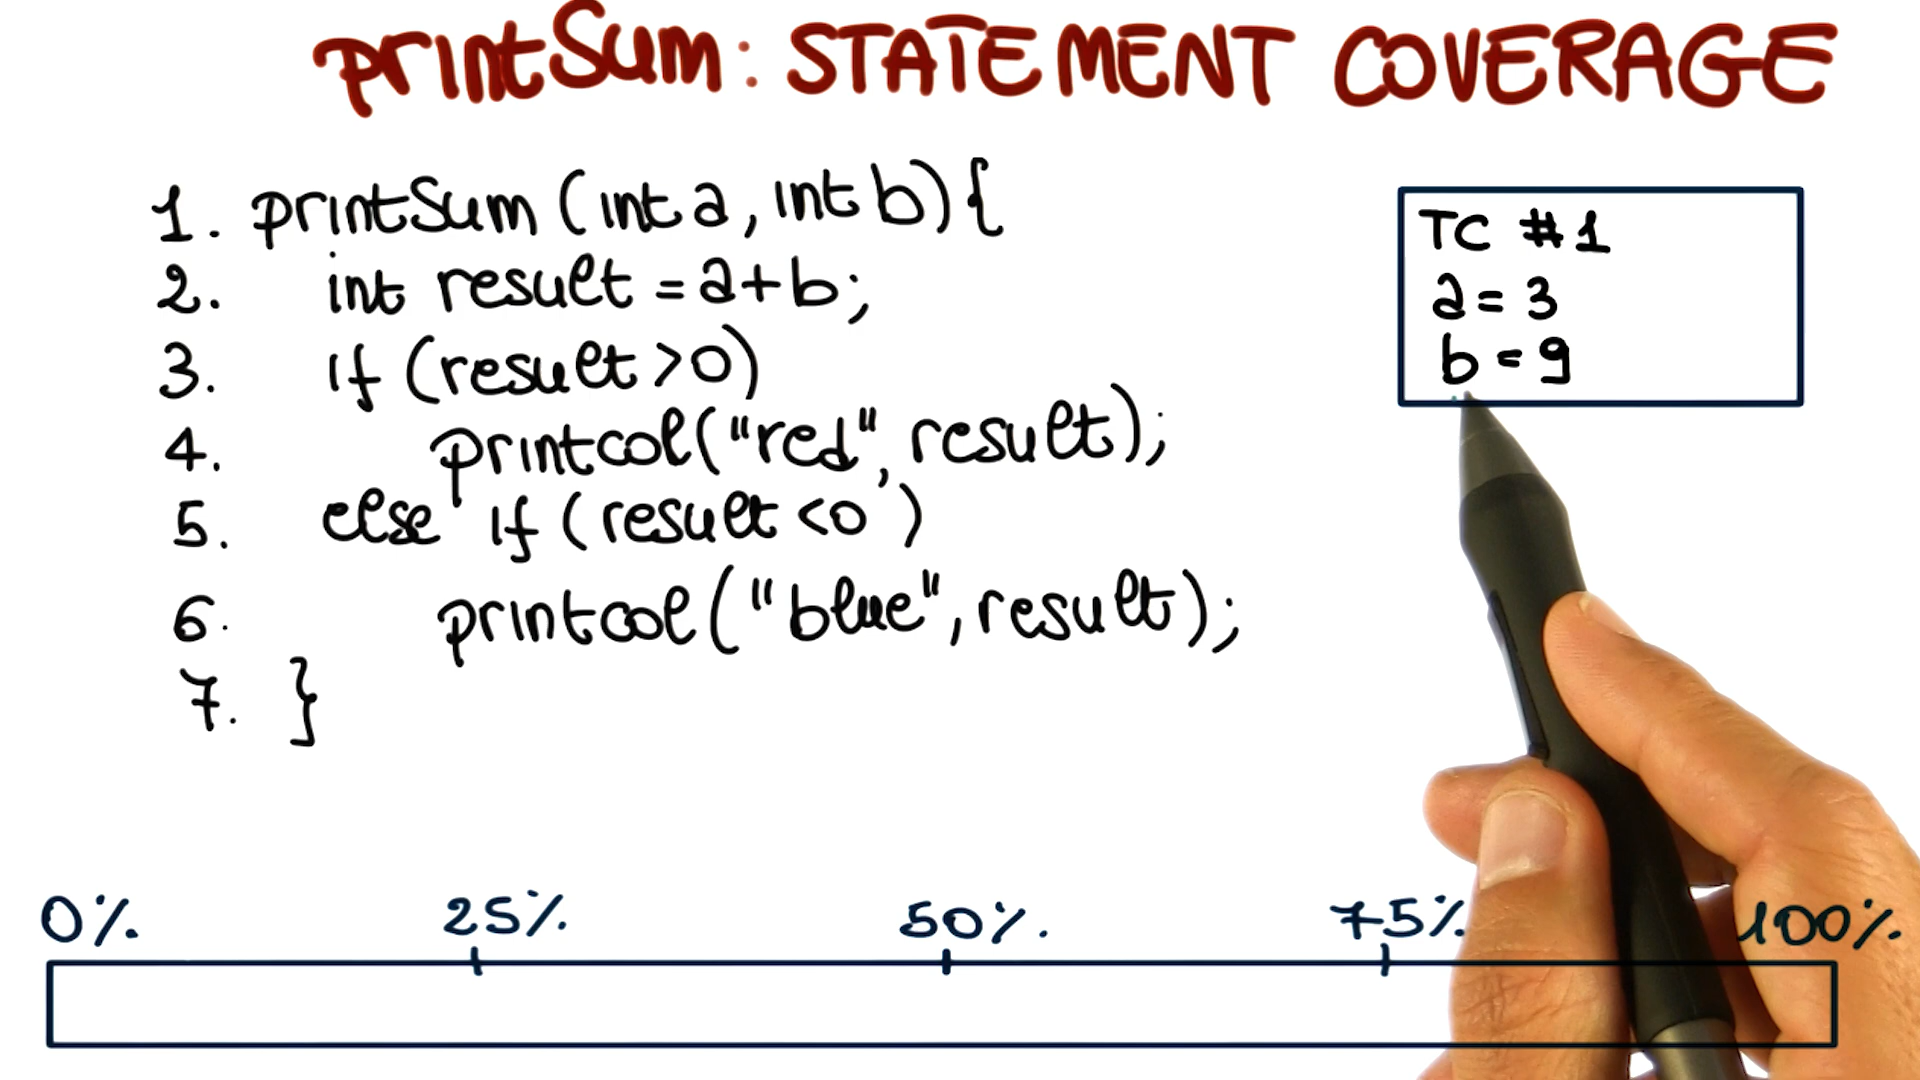 printSum: STATEMENT COVERAGE
1. printSum (int a, int b) {
2. int result = a+b;
3. if (result >0)
4. printcol("red", result);
5. else if (result <0)
6. printcol("blue", result);
7. }
TC #1
a = 3
b = 9
0% 25% 50% 75% 100%